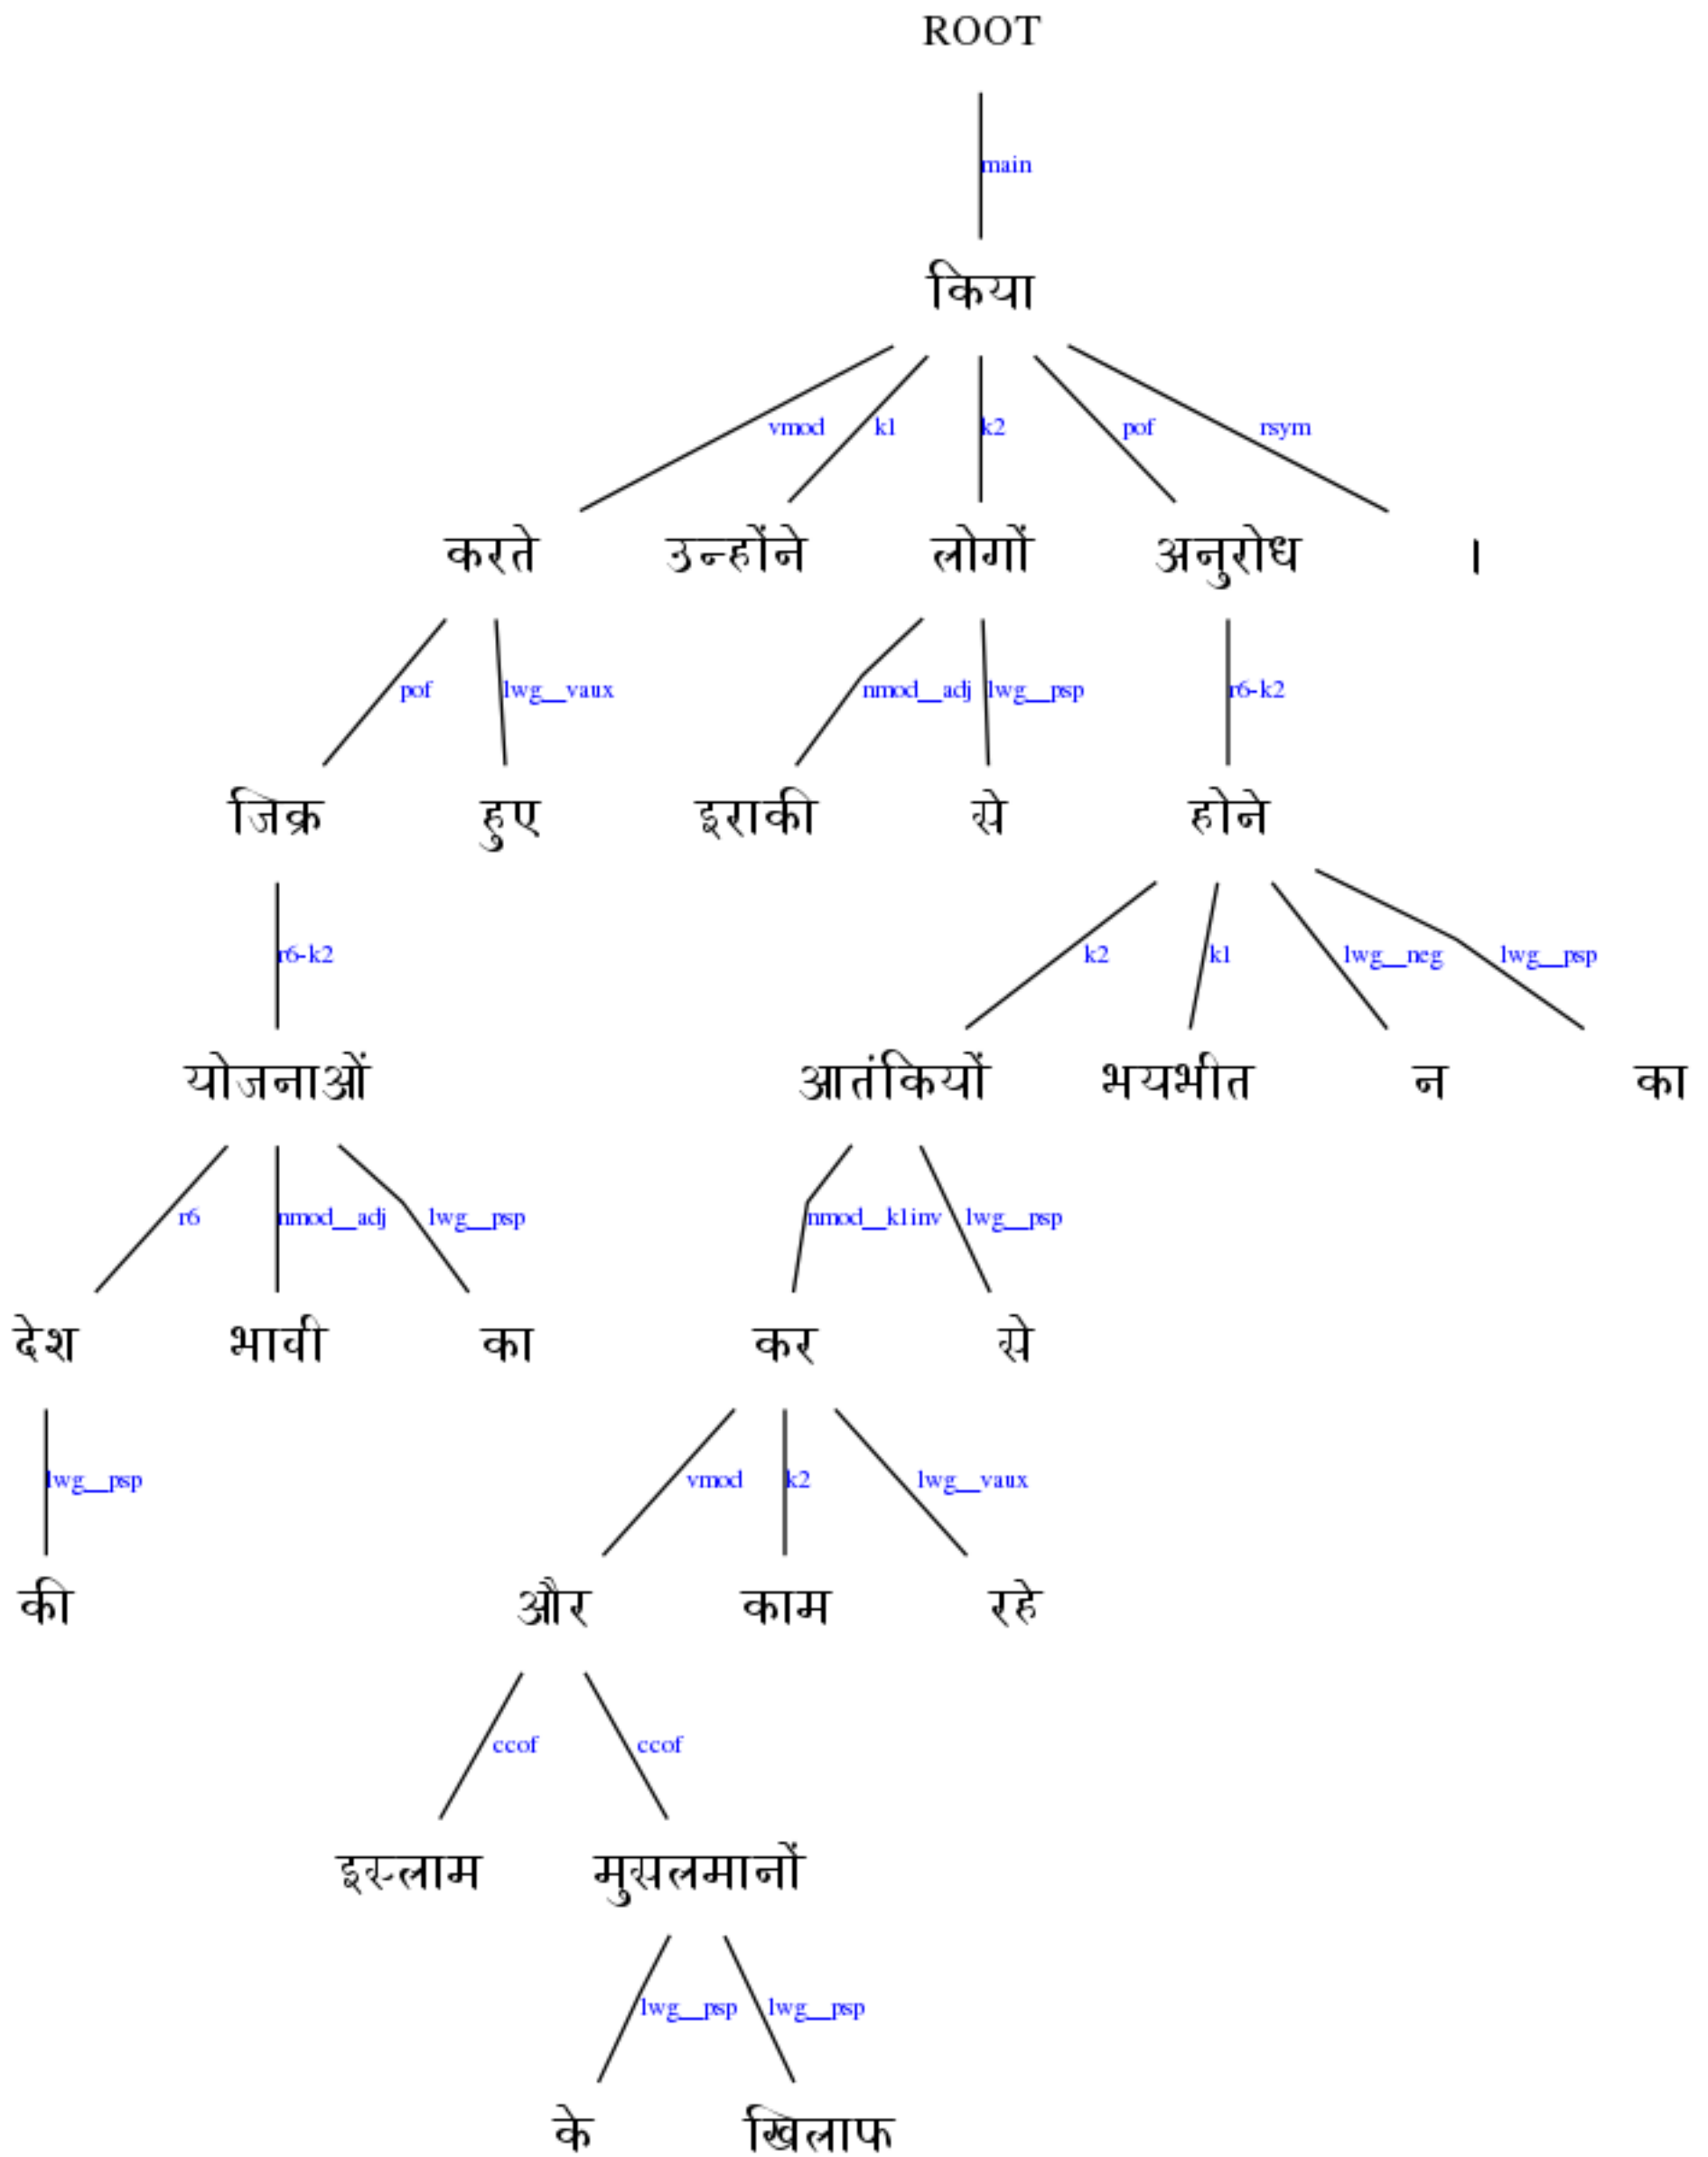 ROOT
main
किया
vmod k1 k2 pof rsym
करते उन्होंने लोगों अनुरोध ।
pof lwg__vaux nmod__adj lwg__psp r6-k2
जिक्र हुए इराकी से होने
r6-k2 k2 k1 lwg__neg lwg__psp
योजनाओं आतंकियों भयभीत न का
r6 nmod__adj lwg__psp nmod__k1inv lwg__psp
देश भावी का कर से
lwg__psp vmod k2 lwg__vaux
की और काम रहे
ccof ccof
इस्लाम मुसलमानों
lwg__psp lwg__psp
के खिलाफ